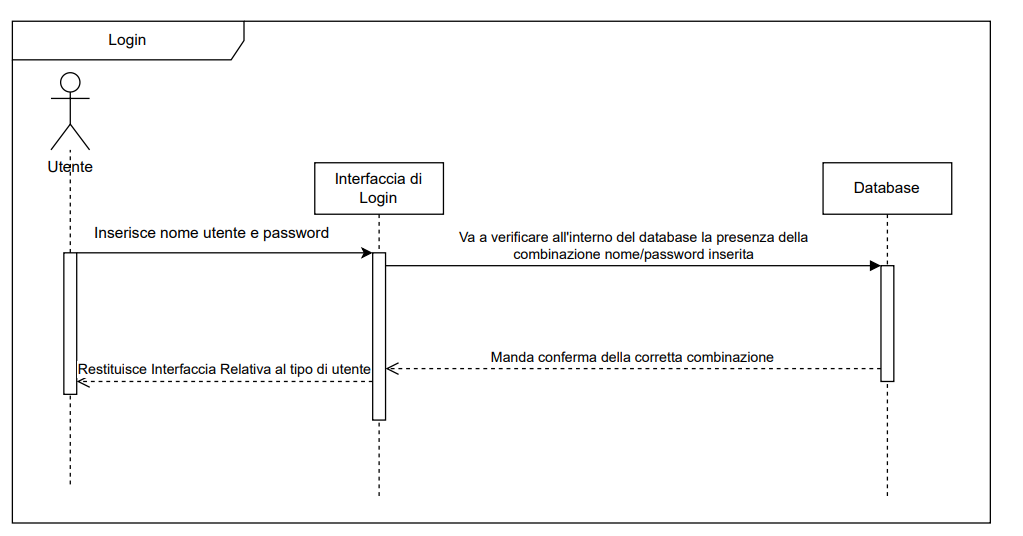 Login
Utente
Interfaccia di
Login
Database
Inserisce nome utente e password
Va a verificare all'interno del database la presenza della
combinazione nome/password inserita
Manda conferma della corretta combinazione
Restituisce Interfaccia Relativa al tipo di utente